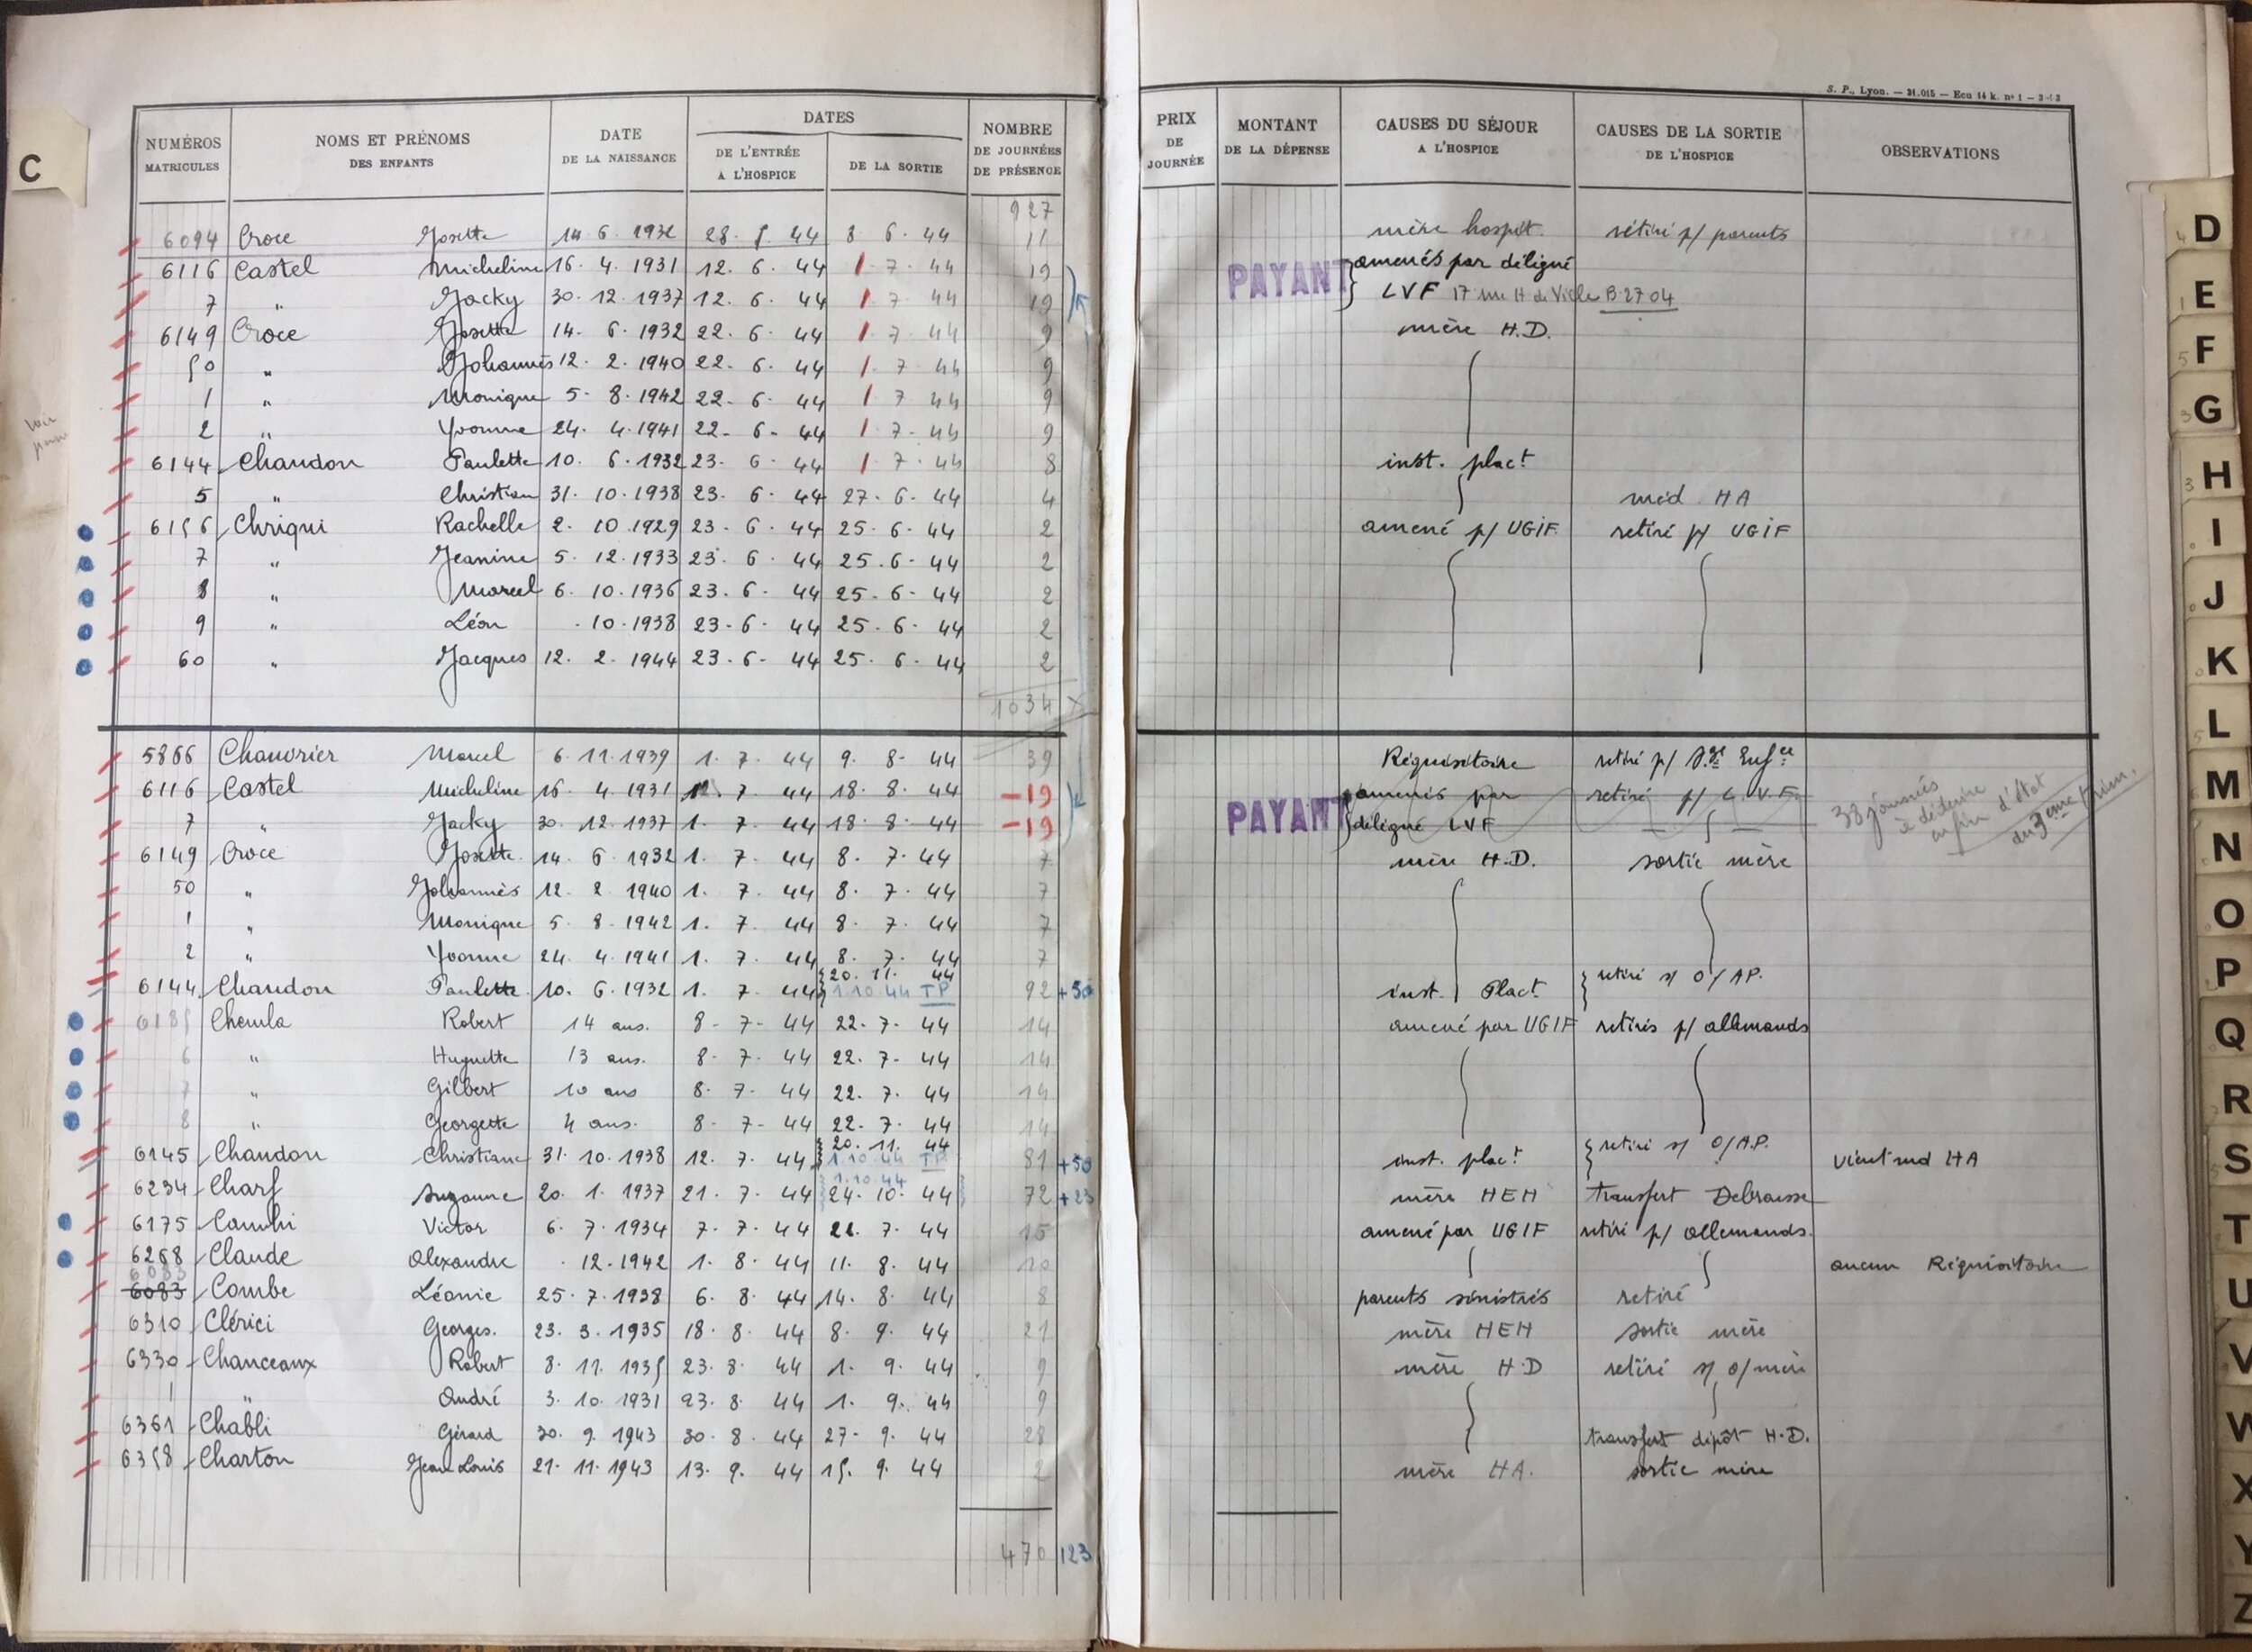 S. P., Lyon. — 31.015 — Ecu 14 k. nº 1 — 3-43
C
NUMÉROS MATRICULES NOMS ET PRÉNOMS DES ENFANTS DATE DE LA NAISSANCE DATES DE L'ENTRÉE A L'HOSPICE DE LA SORTIE NOMBRE DE JOURNÉES DE PRÉSENCE PRIX DE JOURNÉE MONTANT DE LA DÉPENSE CAUSES DU SÉJOUR A L'HOSPICE CAUSES DE LA SORTIE DE L'HOSPICE OBSERVATIONS
927
6094 Croce Josette 14 6 1932 28. 5 44 8 6 44 11 mère hospit. retiré p/ parents
6116 Castel Micheline 16. 4. 1931 12. 6. 44 1 7 44 19 PAYANT amenés par délégué
7 " Jacky 30. 12. 1937 12. 6. 44 1 7 44 19 LVF 17 rue H de Ville B.2704
6149 Croce Josette 14. 6. 1932 22. 6. 44 1 7 44 9 mère H.D.
50 " Johannès 12. 2. 1940 22. 6. 44 1 7 44 9
1 " Monique 5. 8. 1942 22. 6. 44 1 7 44 9
2 " Yvonne 24. 4. 1941 22. 6. 44 1 7. 44 9
6144 Chandon Paulette 10. 6. 1932 23. 6. 44 1 7. 44 8 inst. plact
5 " Christian 31. 10. 1938 23. 6. 44 27. 6. 44 4 méd. HA
6156 Chriqui Rachelle 2. 10. 1929 23. 6. 44 25. 6. 44 2 amené p/ UGIF retiré p/ UGIF
7 " Jeanine 5. 12. 1933 23. 6. 44 25. 6. 44 2
8 " Marcel 6. 10. 1936 23. 6. 44 25. 6. 44 2
9 " Léon . 10. 1938 23. 6. 44 25. 6. 44 2
60 " Jacques 12. 2. 1944 23. 6. 44 25. 6. 44 2
1034
5866 Chauvrier Marcel 6. 11. 1939 1. 7. 44 9. 8. 44 39 Réquisitoire retiré p/
6116 Castel Micheline 16. 4. 1931 1. 7. 44 18. 8. 44 -19 PAYANT amenés par retiré p/ L.V.F.
7 " Jacky 30. 12. 1937 1. 7. 44 18. 8. 44 -19 délégué LVF
38 journées à déduire en fin d'état du 3eme trim.
6149 Croce Josette 14. 6. 1932 1. 7. 44 8. 7. 44 7 mère H.D. sortie mère
50 " Johannès 12. 2. 1940 1. 7. 44 8. 7. 44 7
1 " Monique 5. 8. 1942 1. 7. 44 8. 7. 44 7
2 " Yvonne 24. 4. 1941 1. 7. 44 8. 7. 44 7
20. 11. 44
6144 Chandon Paulette 10. 6. 1932 1. 7. 44 1.10.44 TP 92 +50 inst. Plact retiré s/ O/AP.
6185 Chemla Robert 14 ans. 8. 7. 44 22. 7. 44 14 amené par UGIF retirés p/ allemands
6 " Huguette 13 ans. 8. 7. 44 22. 7. 44 14
7 " Gilbert 10 ans 8. 7. 44 22. 7. 44 14
8 " Georgette 4 ans. 8. 7. 44 22. 7. 44 14
20. 11. 44
6145 Chandon Christiane 31. 10. 1938 12. 7. 44 1.10.44 TP 81 +50 inst. plact retiré s/ O/A.P. Vient md HA
1.10.44
6234 Charf Suzanne 20. 1. 1937 21. 7. 44 24. 10. 44 72 +23 mère HEH transfert Debrousse
6175 Camhi Victor 6. 7. 1934 7. 7. 44 22. 7. 44 15 amené par UGIF retiré p/ allemands.
6268 Claude Alexandre . 12. 1942 1. 8. 44 11. 8. 44 10 aucun Réquisitoire
6083
6083 Combe Léonie 25. 7. 1938 6. 8. 44 14. 8. 44 8 parents sinistrés retiré
6310 Clérici Georges. 23. 3. 1935 18. 8. 44 8. 9. 44 21 mère HEH sortie mère
6330 Chanceaux Robert 8. 11. 1935 23. 8. 44 1. 9. 44 9 mère H.D retiré s/ o/mère
1 " André 3. 10. 1931 23. 8. 44 1. 9. 44 9
6361 Chabli Gérard 30. 9. 1943 30. 8. 44 27. 9. 44 28 transfert dépôt H.D.
6358 Charton Jean Louis 21. 11. 1943 13. 9. 44 15. 9. 44 2 mère HA. sortie mère
470 123
D
E
F
G
H
I
J
K
L
M
N
O
P
Q
R
S
T
U
V
W
X
Y
Z